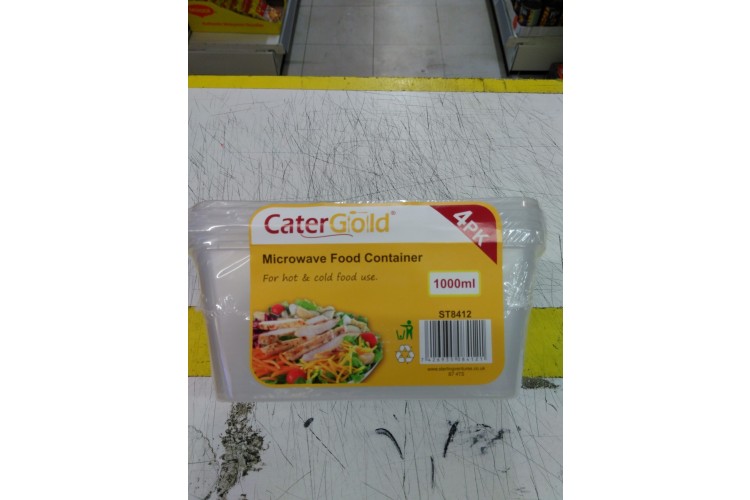 CaterGold®
4PK
Microwave Food Container
For hot & cold food use.
1000ml
ST8412